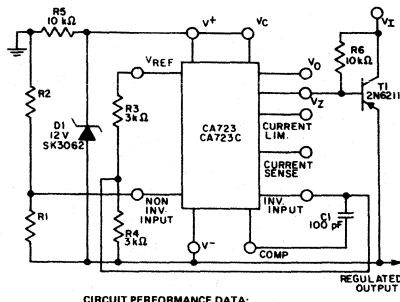 R5
10 kΩ
V+
VC
VI
R6
10kΩ
VREF
VO
T1
2N6211
R2
R3
3kΩ
VZ
D1
12 V
SK3062
CA723
CA723C
CURRENT
LIM.
CURRENT
SENSE
NON
INV.
INPUT
INV.
INPUT
R1
R4
3kΩ
C1
100 pF
V-
COMP
REGULATED
OUTPUT
CIRCUIT PERFORMANCE DATA: